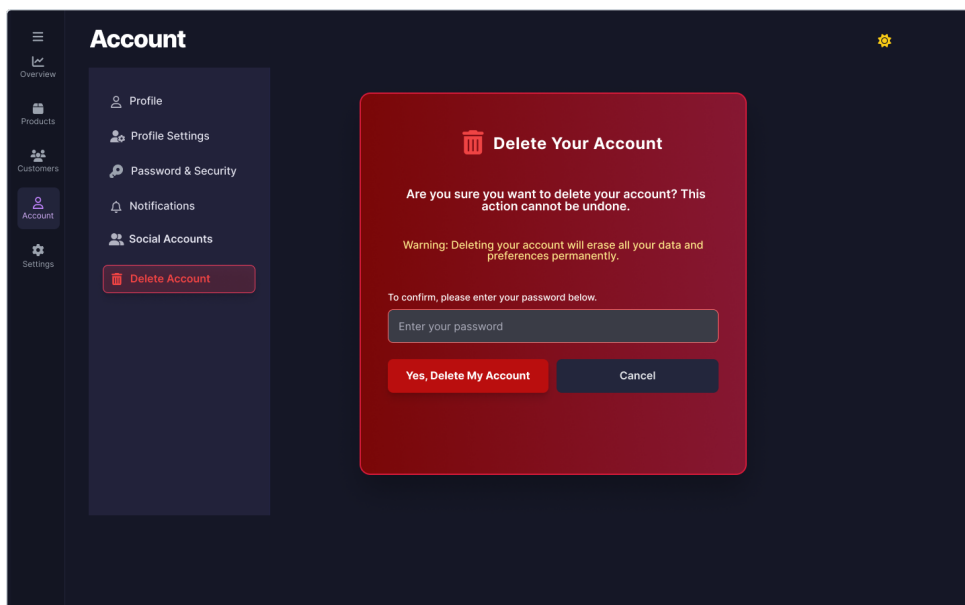 Account
Overview
Products
Customers
Account
Settings
Profile
Profile Settings
Password & Security
Notifications
Social Accounts
Delete Account
Delete Your Account
Are you sure you want to delete your account? This
action cannot be undone.
Warning: Deleting your account will erase all your data and
preferences permanently.
To confirm, please enter your password below.
Enter your password
Yes, Delete My Account
Cancel